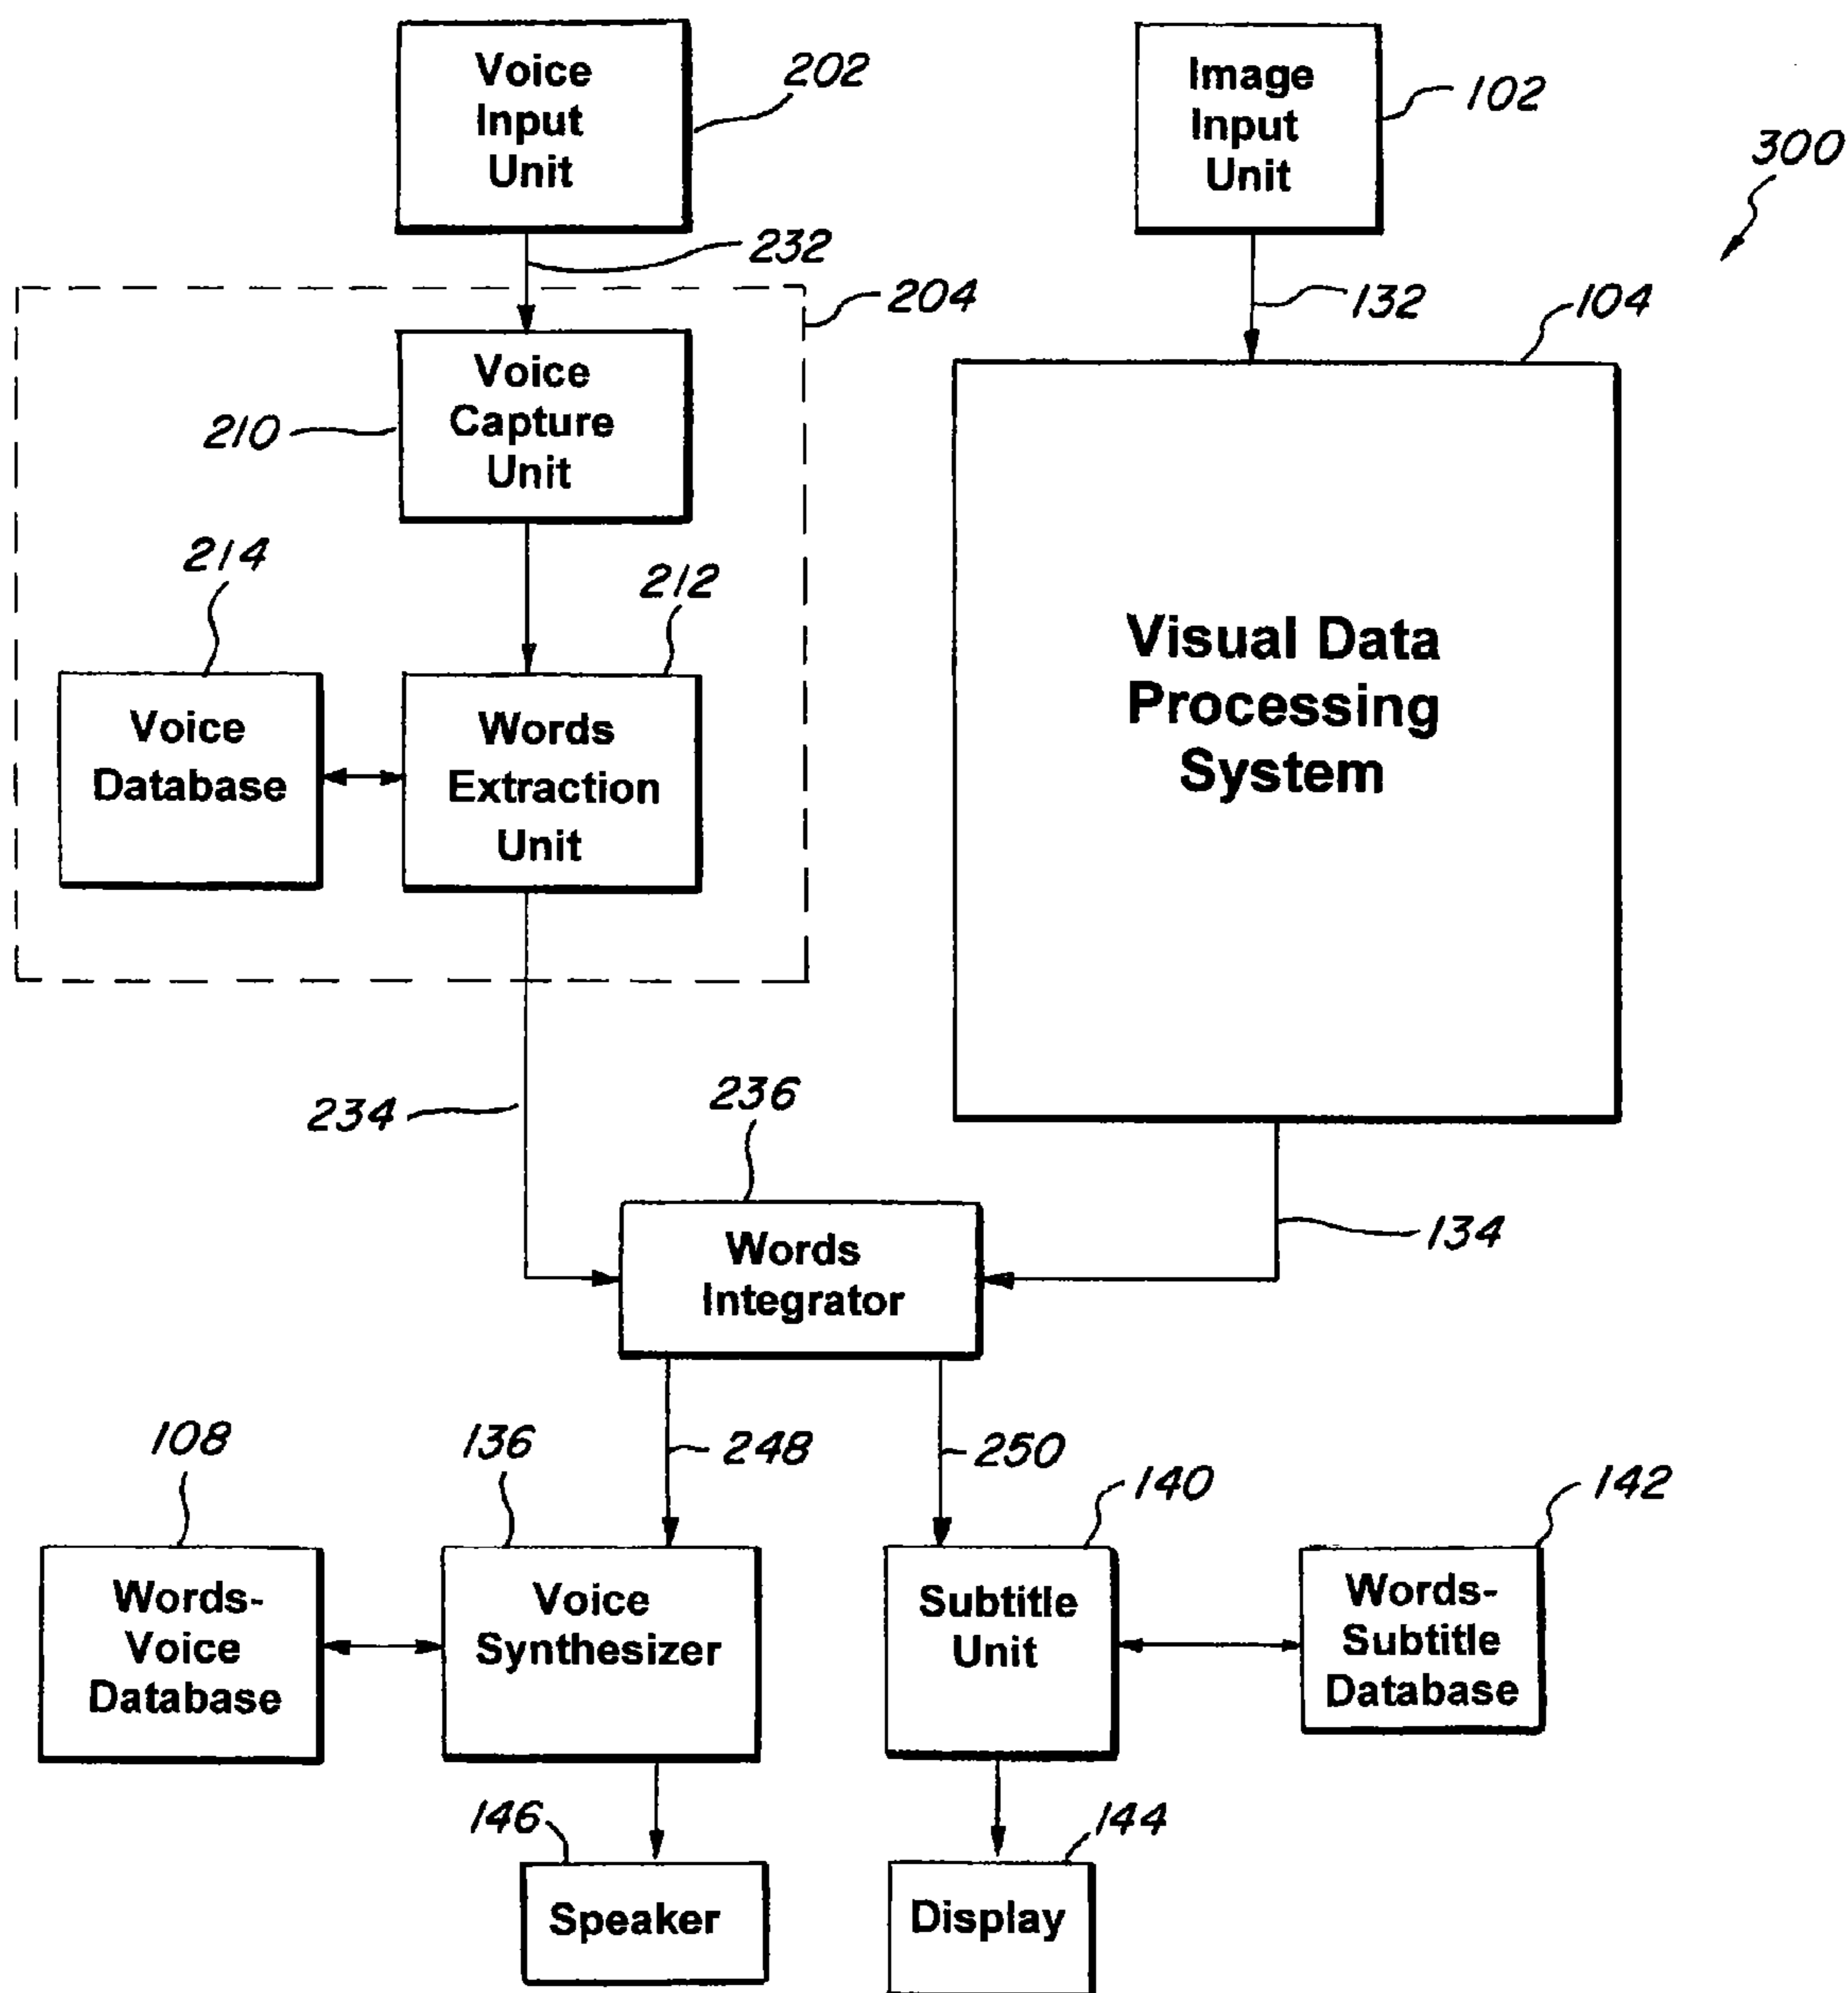 Voice
Input
Unit
202
Image
Input
Unit
102
300
232
132
204
104
Voice
Capture
Unit
210
214
212
Voice
Database
Words
Extraction
Unit
Visual Data
Processing
System
234
236
134
Words
Integrator
248
250
108
136
140
142
Words-
Voice
Database
Voice
Synthesizer
Subtitle
Unit
Words-
Subtitle
Database
146
144
Speaker
Display